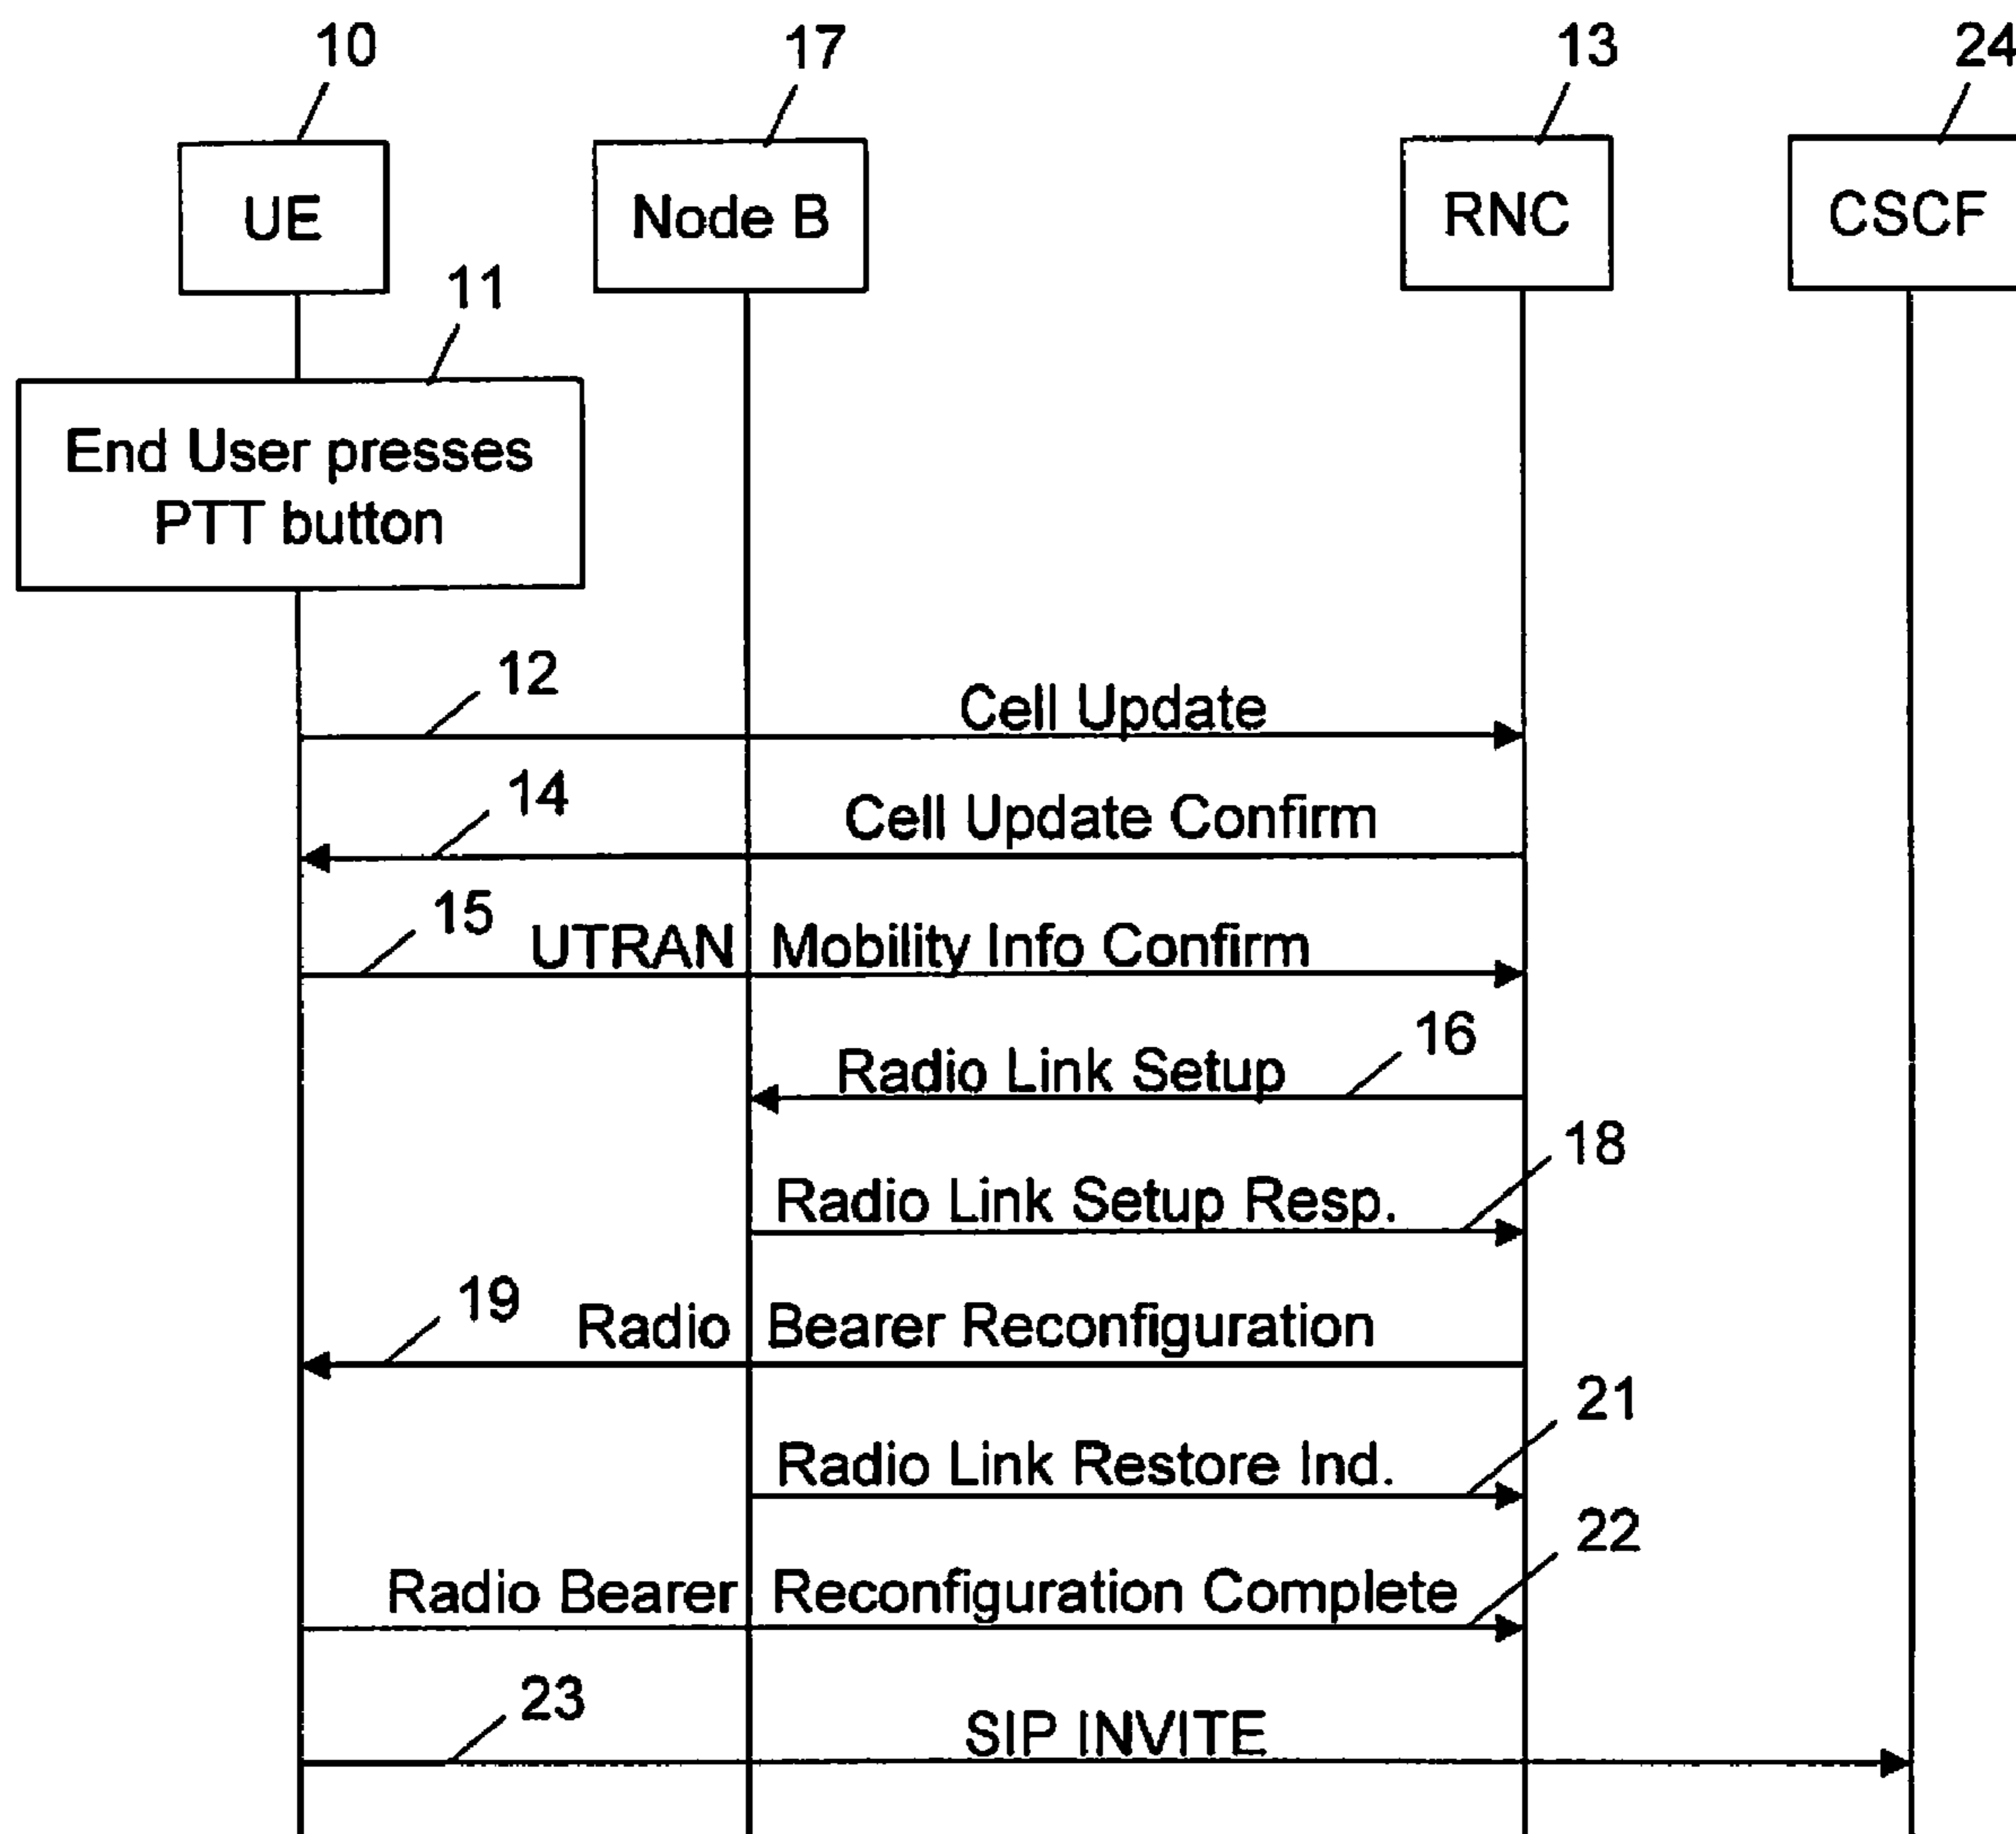 10
17
13
24
UE
Node B
RNC
CSCF
11
End User presses
PTT button
12
Cell Update
14
Cell Update Confirm
15
UTRAN Mobility Info Confirm
16
Radio Link Setup
18
Radio Link Setup Resp.
19
Radio Bearer Reconfiguration
21
Radio Link Restore Ind.
22
Radio Bearer Reconfiguration Complete
23
SIP INVITE